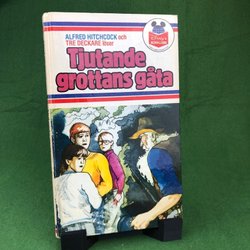 ALFRED HITCHCOCK och
TRE DECKARE löser
Tjutande
grottans gåta